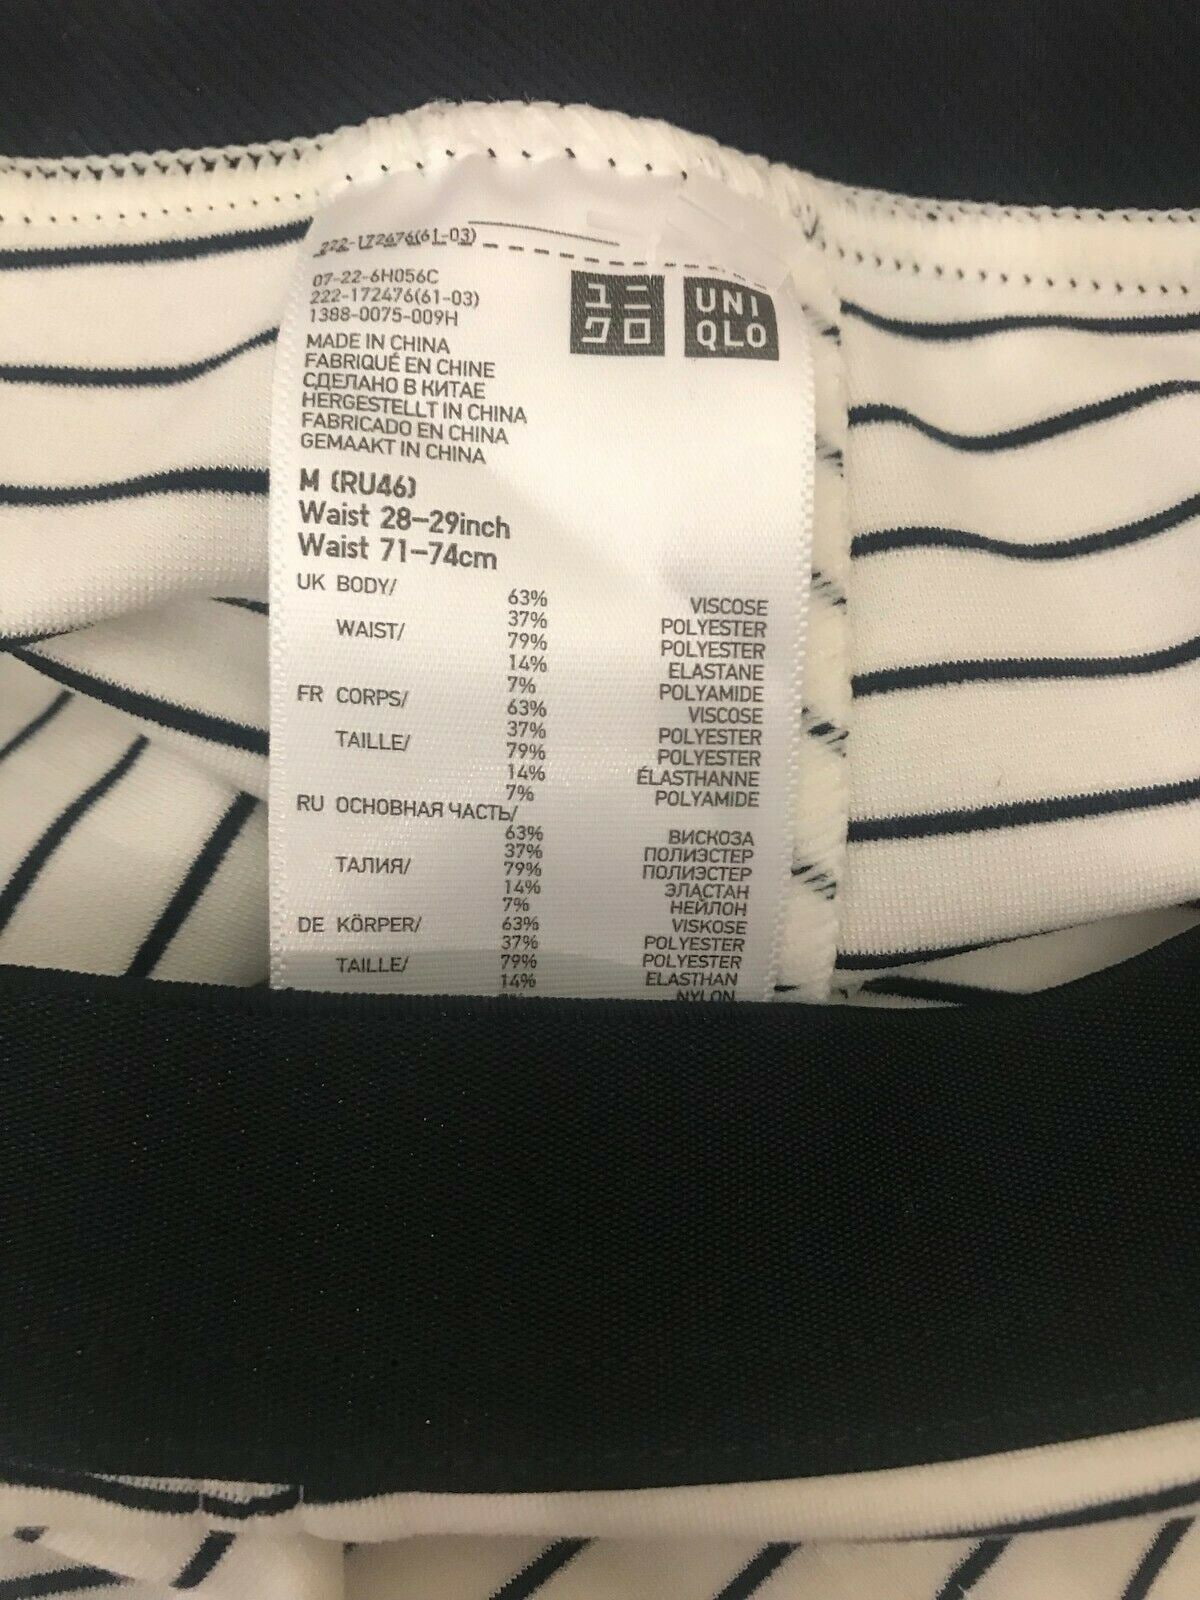 222-172476(61-03)
07-22-6H056C
222-172476(61-03)
1388-0075-009H
ユニ
クロ
UNI
QLO
MADE IN CHINA
FABRIQUÉ EN CHINE
СДЕЛАНО В КИТАЕ
HERGESTELLT IN CHINA
FABRICADO EN CHINA
GEMAAKT IN CHINA
M (RU46)
Waist 28–29inch
Waist 71–74cm
UK BODY/
63% VISCOSE
37% POLYESTER
WAIST/
79% POLYESTER
14% ELASTANE
7% POLYAMIDE
FR CORPS/
63% VISCOSE
37% POLYESTER
TAILLE/
79% POLYESTER
14% ÉLASTHANNE
7% POLYAMIDE
RU ОСНОВНАЯ ЧАСТЬ/
63% ВИСКОЗА
37% ПОЛИЭСТЕР
ТАЛИЯ/
79% ПОЛИЭСТЕР
14% ЭЛАСТАН
7% НЕЙЛОН
DE KÖRPER/
63% VISKOSE
37% POLYESTER
TAILLE/
79% POLYESTER
14% ELASTHAN
7% NYLON